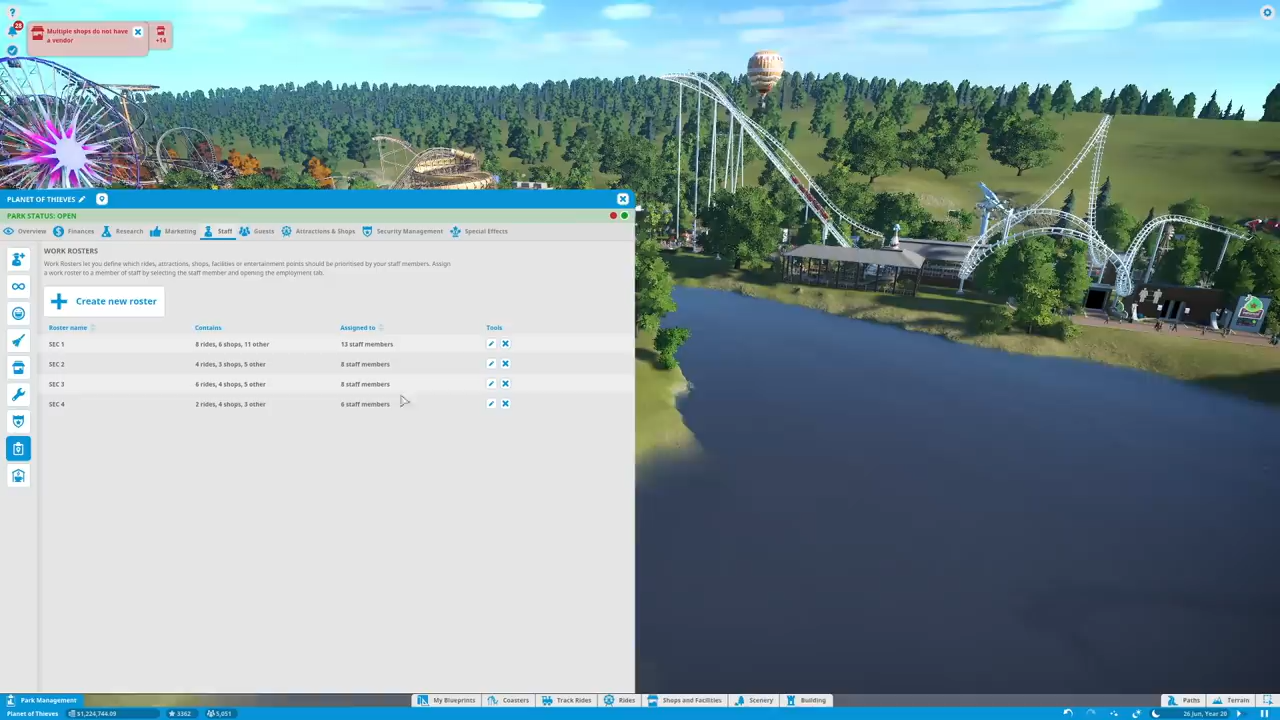 ?
28
Multiple shops do not have
a vendor
+14
PLANET OF THIEVES
PARK STATUS: OPEN
Overview Finances Research Marketing Staff Guests Attractions & Shops Security Management Special Effects
WORK ROSTERS
Work Rosters let you define which rides, attractions, shops, facilities or entertainment points should be prioritised by your staff members. Assign
a work roster to a member of staff by selecting the staff member and opening the employment tab.
Create new roster
Roster name Contains Assigned to Tools
SEC 1 8 rides, 6 shops, 11 other 13 staff members
SEC 2 4 rides, 3 shops, 5 other 8 staff members
SEC 3 6 rides, 4 shops, 5 other 8 staff members
SEC 4 2 rides, 4 shops, 3 other 6 staff members
Park Management My Blueprints Coasters Track Rides Rides Shops and Facilities Scenery Building Paths Terrain
Planet of Thieves $1,224,744.09 3362 5,051 26 Jun, Year 20